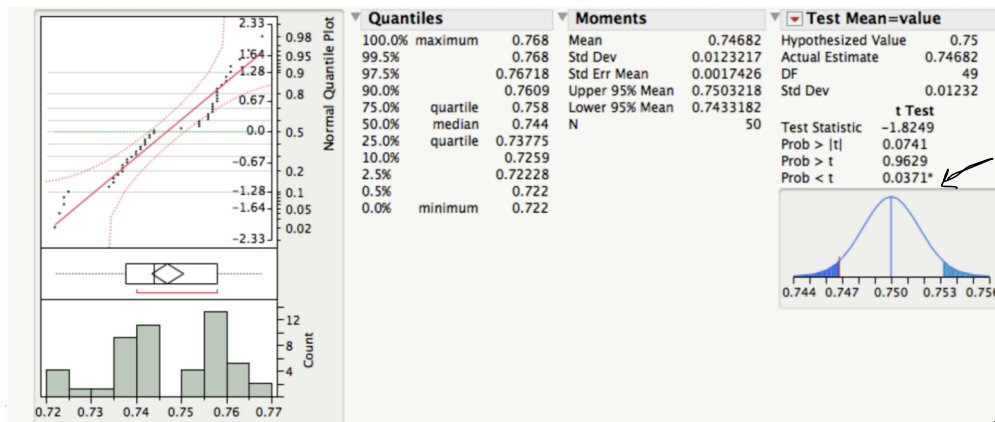 Normal Quantile Plot
2.33
1.64
1.28
0.67
0.0
−0.67
−1.28
−1.64
−2.33
0.98
0.95
0.9
0.8
0.5
0.2
0.1
0.05
0.02
Count
12
8
4
0.72 0.73 0.74 0.75 0.76 0.77
Quantiles
100.0% maximum 0.768
99.5% 0.768
97.5% 0.76718
90.0% 0.7609
75.0% quartile 0.758
50.0% median 0.744
25.0% quartile 0.73775
10.0% 0.7259
2.5% 0.72228
0.5% 0.722
0.0% minimum 0.722
Moments
Mean 0.74682
Std Dev 0.0123217
Std Err Mean 0.0017426
Upper 95% Mean 0.7503218
Lower 95% Mean 0.7433182
N 50
Test Mean=value
Hypothesized Value 0.75
Actual Estimate 0.74682
DF 49
Std Dev 0.01232
t Test
Test Statistic −1.8249
Prob > |t| 0.0741
Prob > t 0.9629
Prob < t 0.0371*
0.744 0.747 0.750 0.753